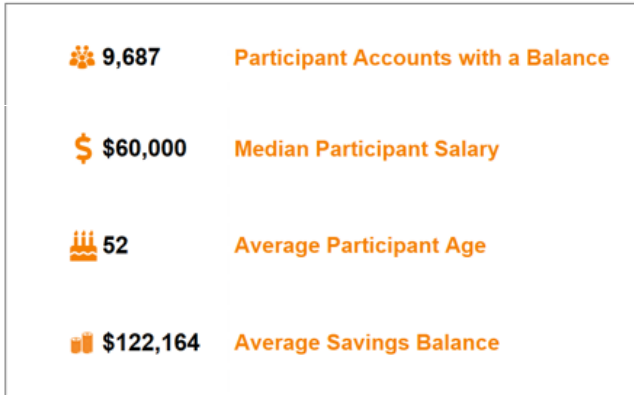 9,687 Participant Accounts with a Balance
$60,000 Median Participant Salary
52 Average Participant Age
$122,164 Average Savings Balance